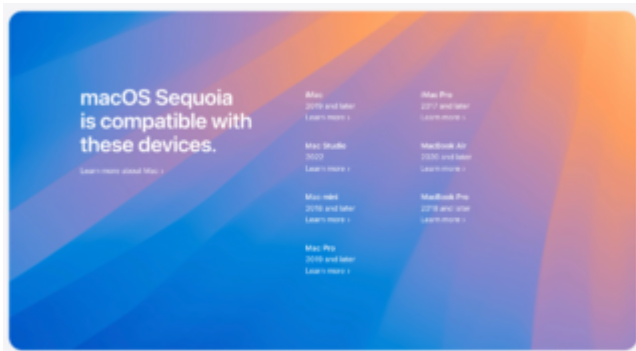 macOS Sequoia
is compatible with
these devices.
Learn more about Mac ›
iMac
2019 and later
Learn more ›
Mac Studio
2022
Learn more ›
Mac mini
2018 and later
Learn more ›
Mac Pro
2019 and later
Learn more ›
iMac Pro
2017 and later
Learn more ›
MacBook Air
2020 and later
Learn more ›
MacBook Pro
2018 and later
Learn more ›